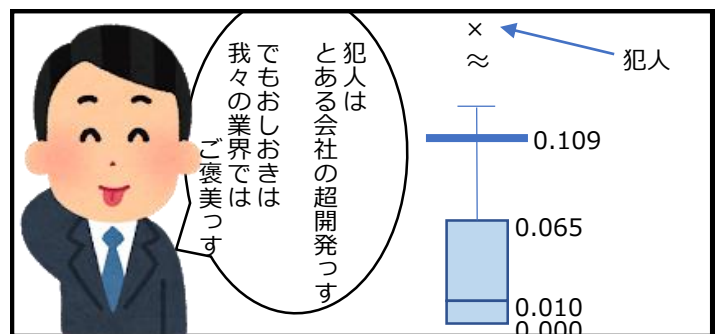 犯人は
とある会社の超開発っす
でもおしおきは
我々の業界では
ご褒美っす
×
≈
犯人
0.109
0.065
0.010
0.000